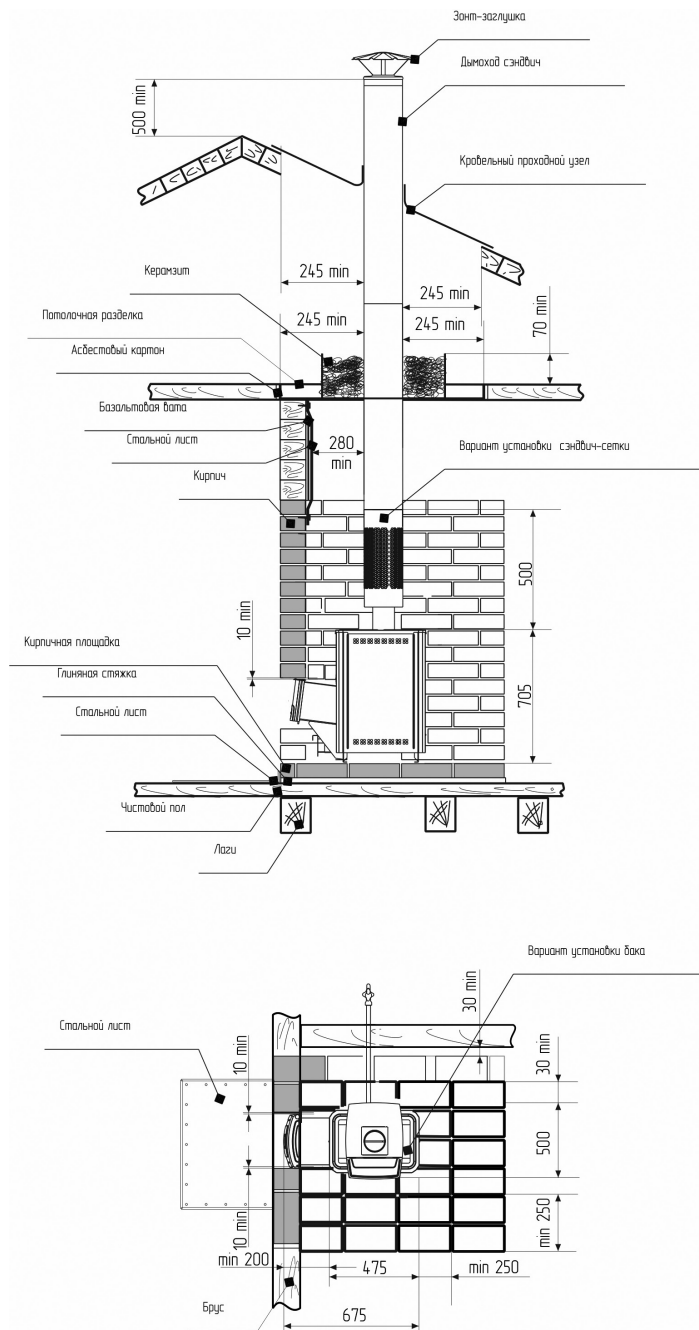 Зонт-заглушка
Дымоход сэндвич
500 min
Кровельный проходной узел
245 min
Керамзит
245 min
70 min
Потолочная разделка
245 min
245 min
Асбестовый картон
Базальтовая вата
Стальной лист
280 min
Вариант установки сэндвич-сетки
Кирпич
500
10 min
Кирпичная площадка
Глиняная стяжка
Стальной лист
705
Чистовой пол
Лаги
Вариант установки бака
30 min
Стальной лист
10 min
30 min
500
10 min
min 250
min 200
475
min 250
Брус
675